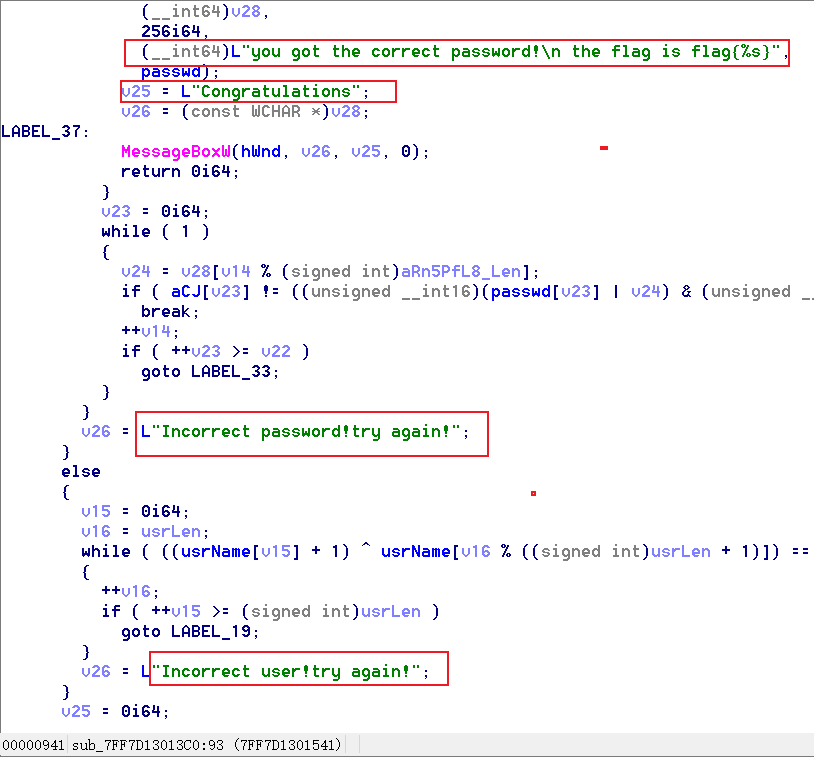 (__int64)v28,
256i64,
(__int64)L"you got the correct password!\n the flag is flag{%s}",
passwd);
v25 = L"Congratulations";
v26 = (const WCHAR *)v28;
LABEL_37:
MessageBoxW(hWnd, v26, v25, 0);
return 0i64;
}
v23 = 0i64;
while ( 1 )
{
v24 = v28[v14 % (signed int)aRn5PfL8_Len];
if ( aCJ[v23] != ((unsigned __int16)(passwd[v23] | v24) & (unsigned _
break;
++v14;
if ( ++v23 >= v22 )
goto LABEL_33;
}
}
v26 = L"Incorrect password!try again!";
}
else
{
v15 = 0i64;
v16 = usrLen;
while ( ((usrName[v15] + 1) ^ usrName[v16 % ((signed int)usrLen + 1)]) ==
{
++v16;
if ( ++v15 >= (signed int)usrLen )
goto LABEL_19;
}
v26 = L"Incorrect user!try again!";
}
v25 = 0i64;
00000941 sub_7FF7D13013C0:93 (7FF7D1301541)